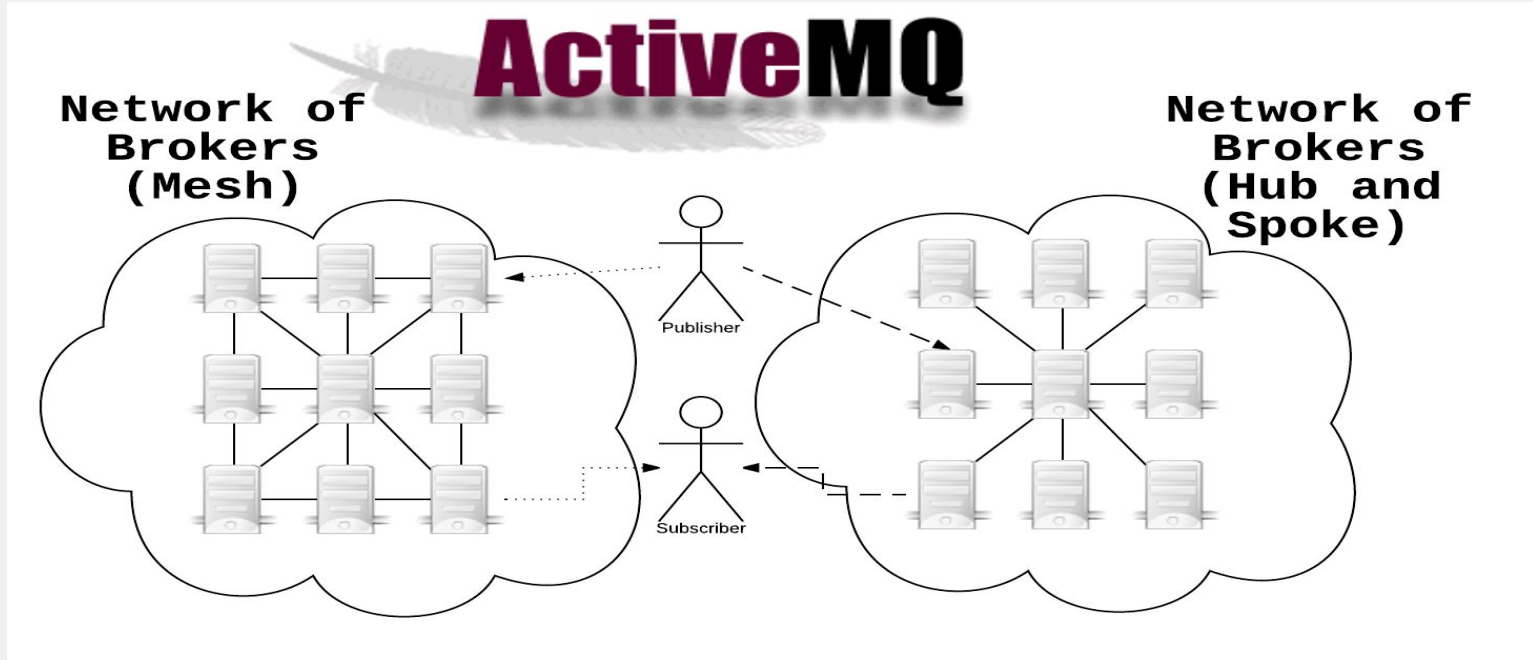 ActiveMQ
Network of
Brokers
(Mesh)
Network of
Brokers
(Hub and
Spoke)
Publisher
Subscriber